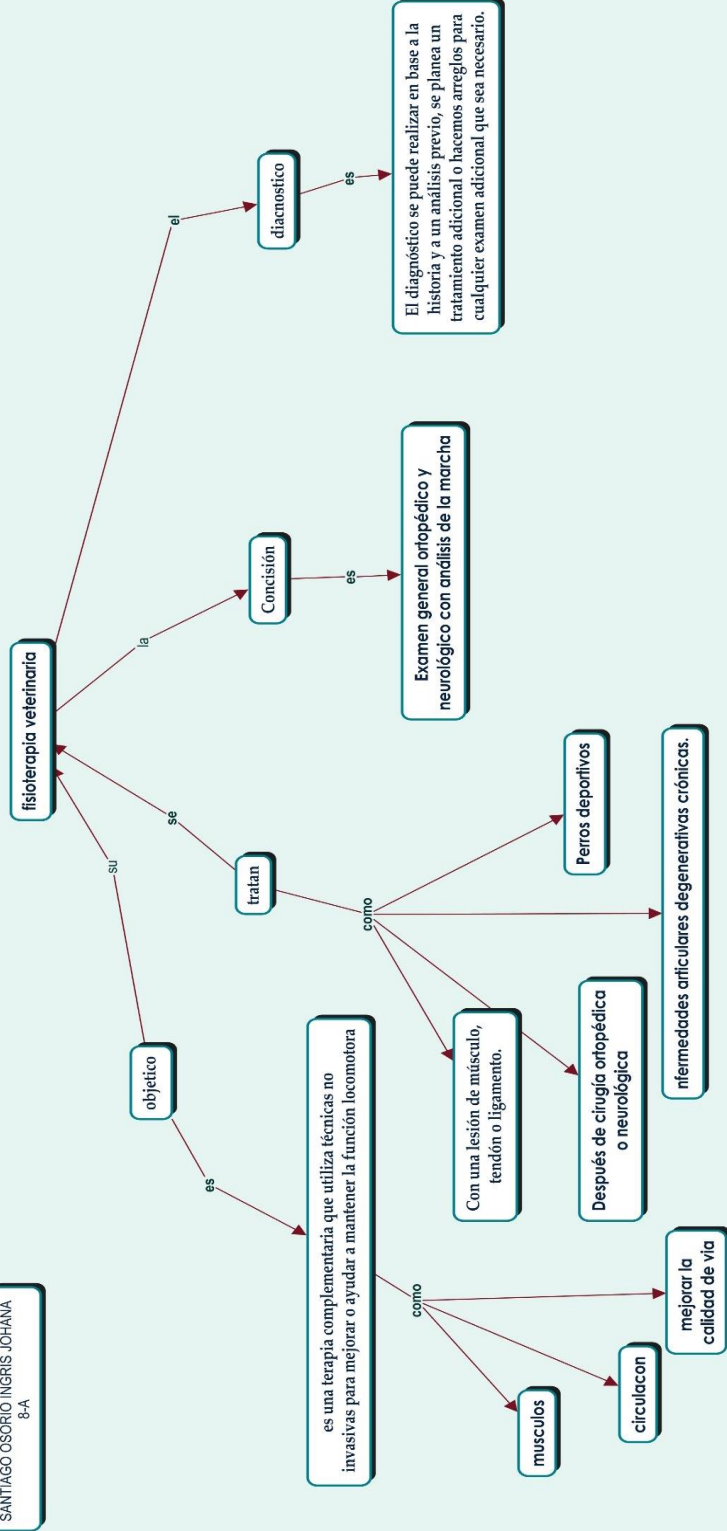 SANTIAGO OSORIO INGRIS JOHANA
8-A
fisioterapia veterinaria
su
se
la
el
objetico
tratan
Concisión
diacnostico
es
como
es
es
es una terapia complementaria que utiliza técnicas no
invasivas para mejorar o ayudar a mantener la función locomotora
como
musculos
circulacon
mejorar la
calidad de via
Con una lesión de músculo,
tendón o ligamento.
Después de cirugía ortopédica
o neurológica
nfermedades articulares degenerativas crónicas.
Perros deportivos
Examen general ortopédico y
neurológico con análisis de la marcha
El diagnóstico se puede realizar en base a la
historia y a un análisis previo, se planea un
tratamiento adicional o hacemos arreglos para
cualquier examen adicional que sea necesario.